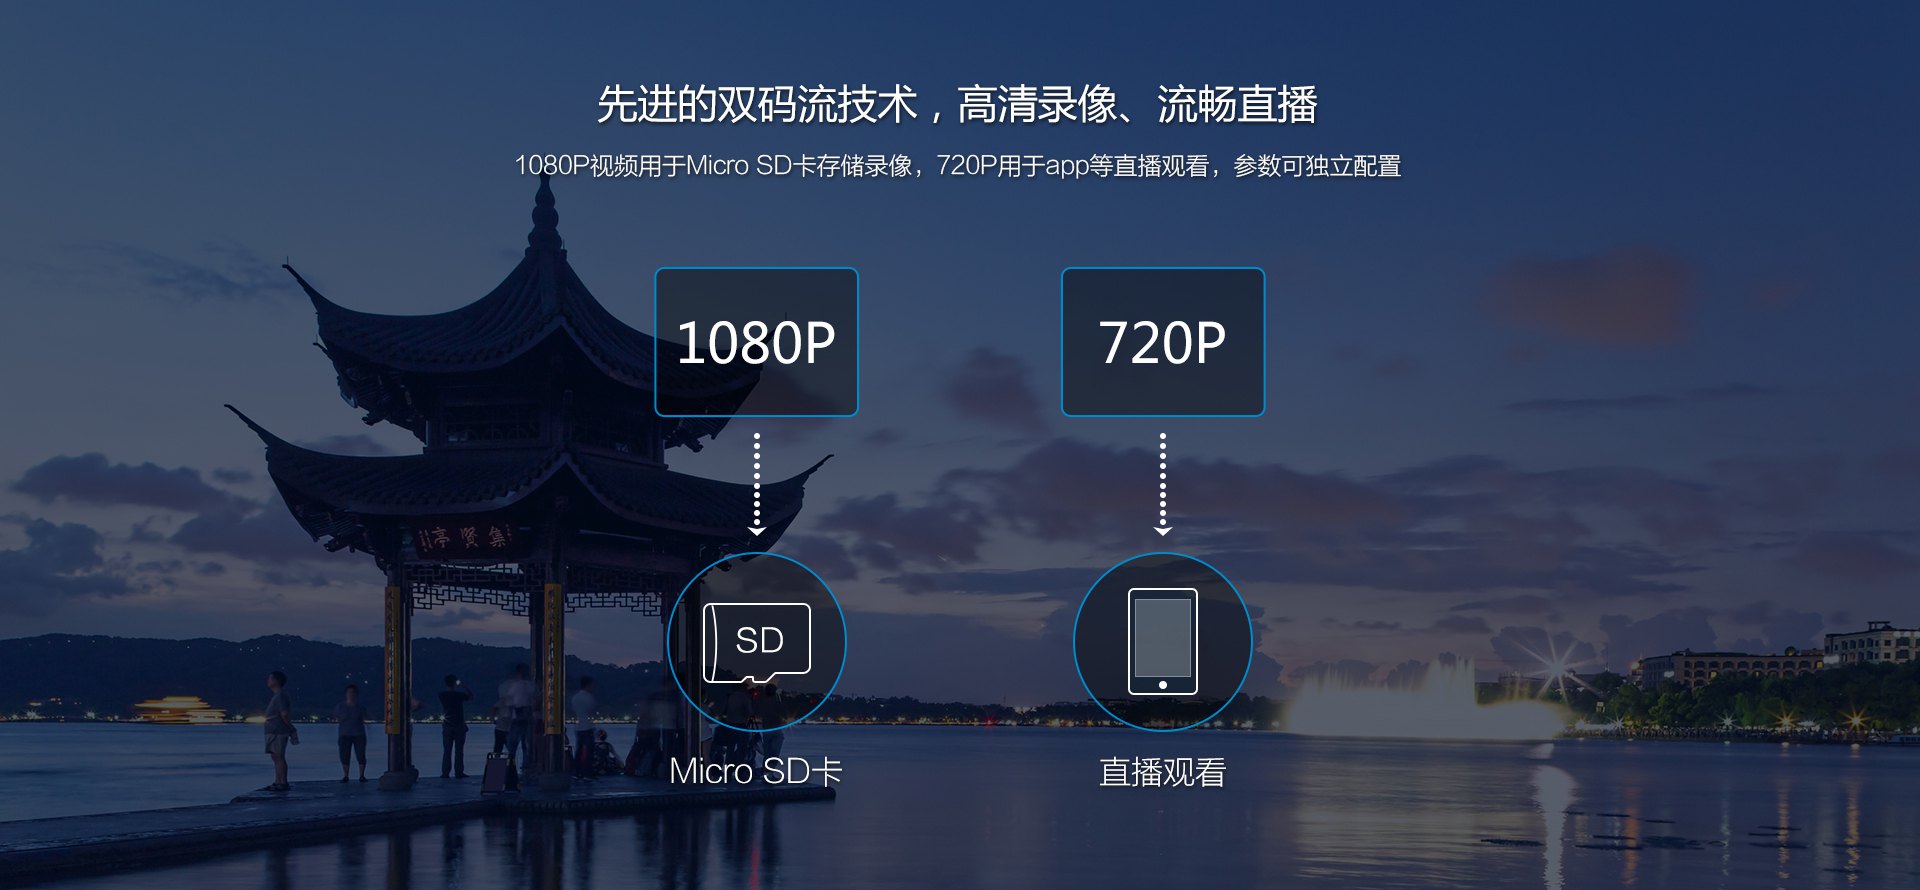 先进的双码流技术，高清录像、流畅直播
1080P视频用于Micro SD卡存储录像，720P用于app等直播观看，参数可独立配置
1080P
720P
亭賢集
SD
Micro SD卡
直播观看